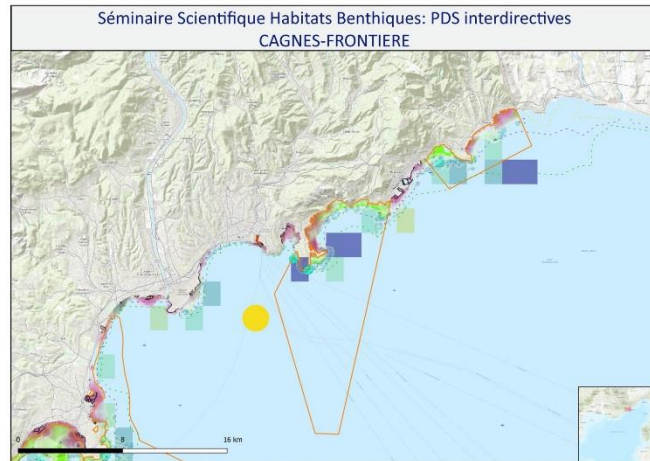 Séminaire Scientifique Habitats Benthiques: PDS interdirectives
CAGNES-FRONTIERE
0 8 16 km